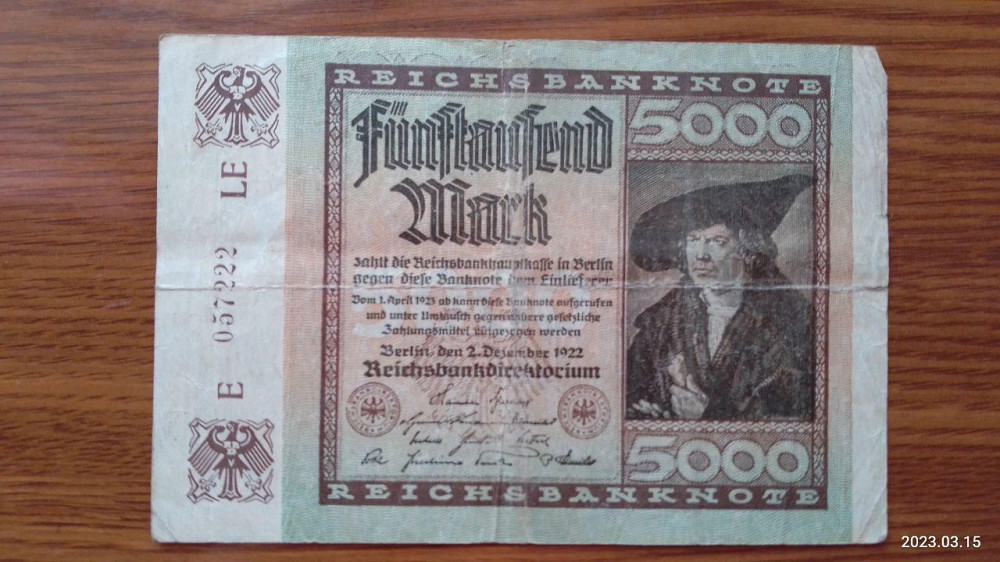 REICHSBANKNOTE
5000
Fünftausend
Mark
zahlt die Reichsbankhauptkasse in Berlin
gegen diese Banknote dem Einlieferer
Vom 1. April 1923 ab kann diese Banknote aufgerufen
und unter Umtausch gegen andere gesetzliche
Zahlungsmittel eingezogen werden
Berlin, den 2. Dezember 1922
Reichsbankdirektorium
5000
REICHSBANKNOTE
E 057222 LE
2023.03.15